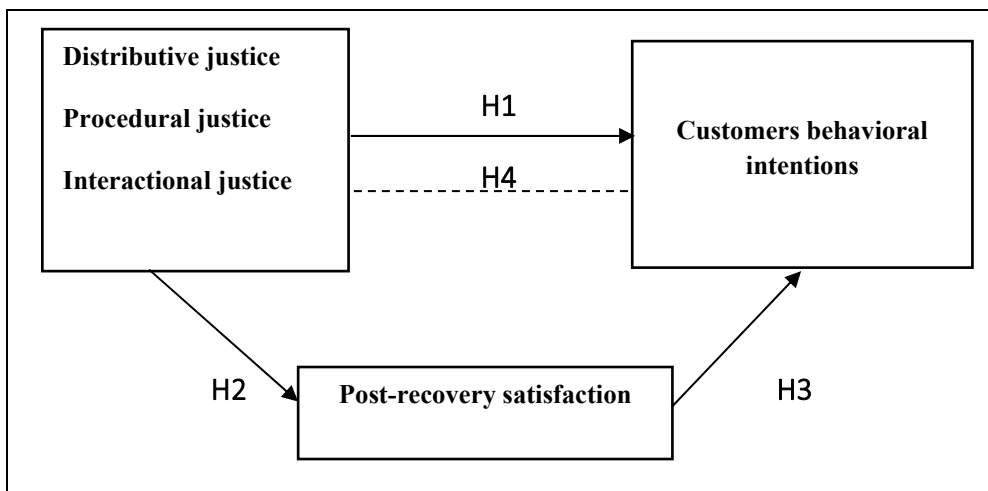 Distributive justice
Procedural justice
Interactional justice
H1
H4
Customers behavioral
intentions
H2
Post-recovery satisfaction
H3